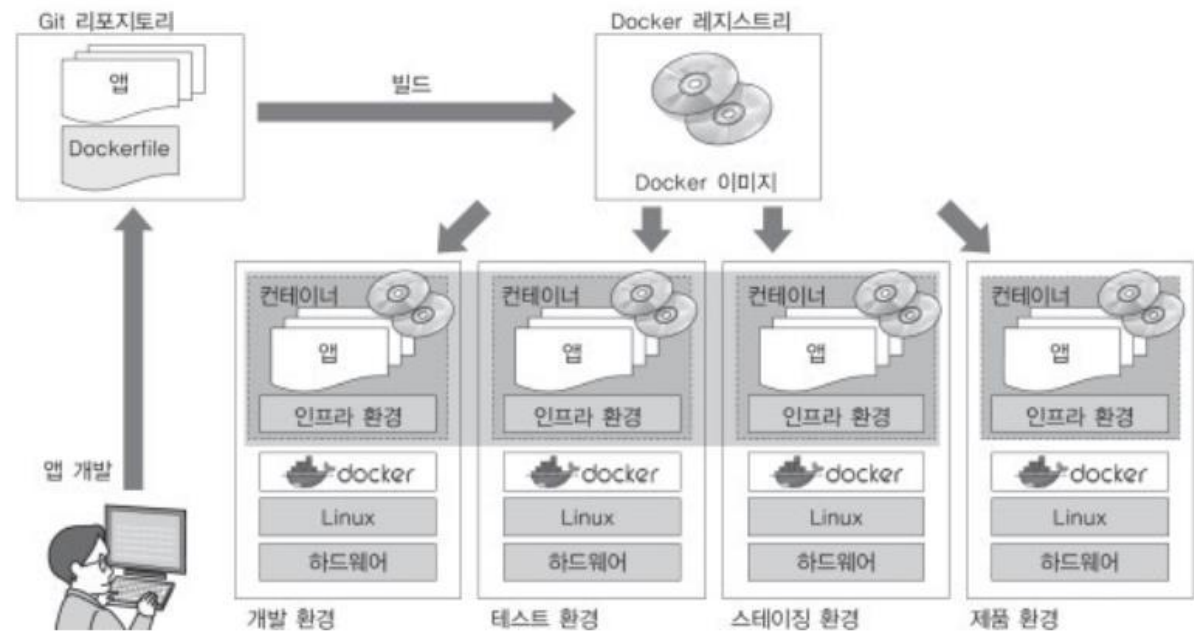 Git 리포지토리
Docker 레지스트리
앱
Dockerfile
빌드
Docker 이미지
컨테이너
컨테이너
컨테이너
컨테이너
앱
앱
앱
앱
인프라 환경
인프라 환경
인프라 환경
인프라 환경
앱 개발
docker
docker
docker
docker
Linux
Linux
Linux
Linux
하드웨어
하드웨어
하드웨어
하드웨어
개발 환경
테스트 환경
스테이징 환경
제품 환경